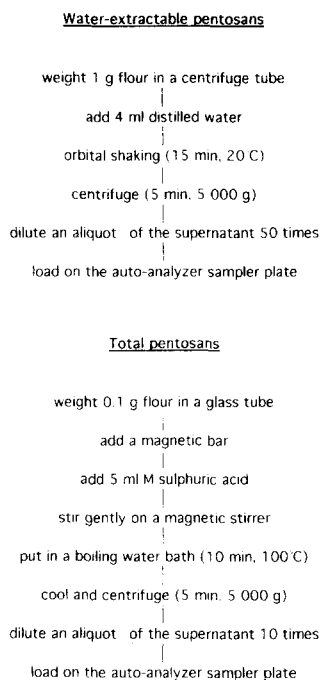 Water-extractable pentosans
weight 1 g flour in a centrifuge tube
add 4 ml distilled water
orbital shaking (15 min, 20 C)
centrifuge (5 min, 5 000 g)
dilute an aliquot of the supernatant 50 times
load on the auto-analyzer sampler plate
Total pentosans
weight 0.1 g flour in a glass tube
add a magnetic bar
add 5 ml M sulphuric acid
stir gently on a magnetic stirrer
put in a boiling water bath (10 min, 100°C)
cool and centrifuge (5 min. 5 000 g)
dilute an aliquot of the supernatant 10 times
load on the auto-analyzer sampler plate